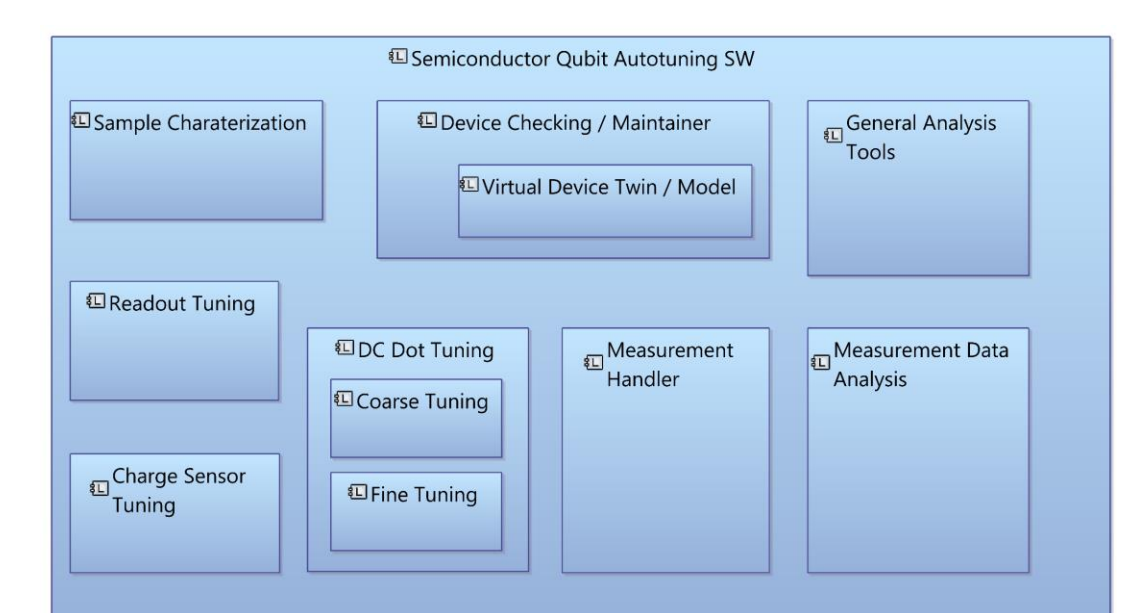 Semiconductor Qubit Autotuning SW
Sample Charaterization
Device Checking / Maintainer
Virtual Device Twin / Model
General Analysis
Tools
Readout Tuning
DC Dot Tuning
Coarse Tuning
Fine Tuning
Measurement
Handler
Measurement Data
Analysis
Charge Sensor
Tuning